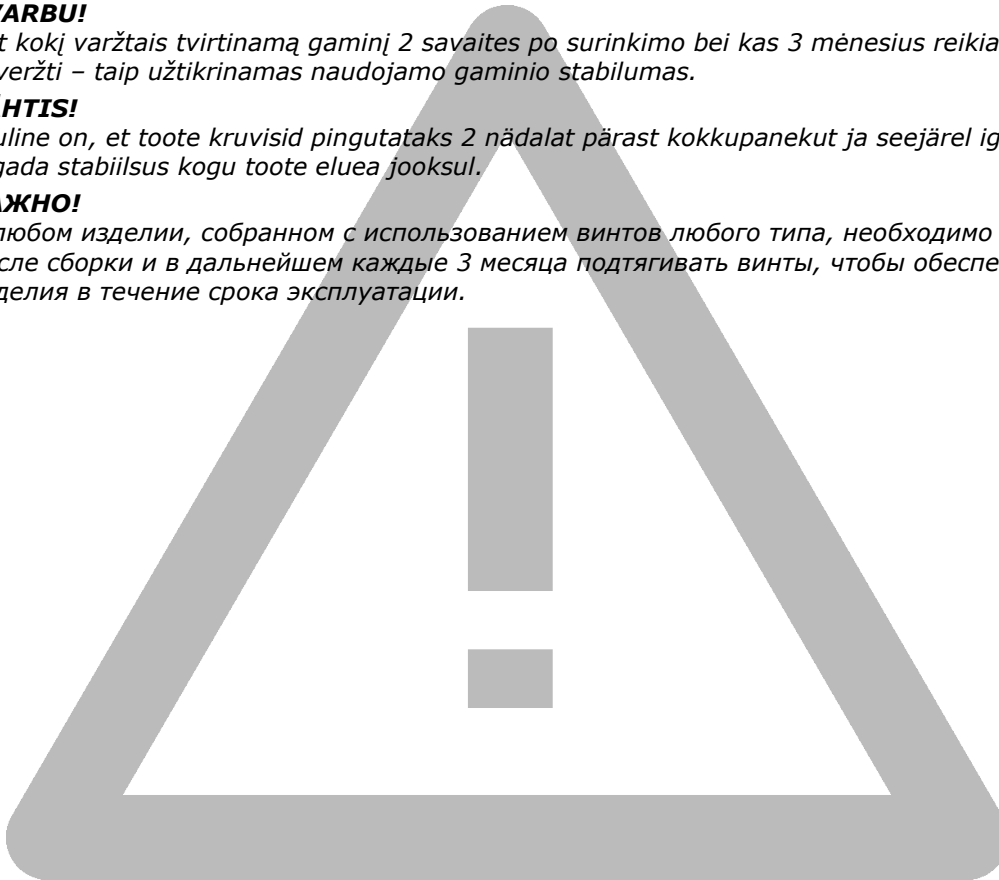 VARBU!
t kokį varžtais tvirtinamą gaminį 2 savaites po surinkimo bei kas 3 mėnesius reikia
veržti – taip užtikrinamas naudojamo gaminio stabilumas.
HTIS!
uline on, et toote kruvisid pingutataks 2 nädalat pärast kokkupanekut ja seejärel ig
gada stabiilsus kogu toote eluea jooksul.
АЖНО!
любом изделии, собранном с использованием винтов любого типа, необходимо
сле сборки и в дальнейшем каждые 3 месяца подтягивать винты, чтобы обеспе
делия в течение срока эксплуатации.